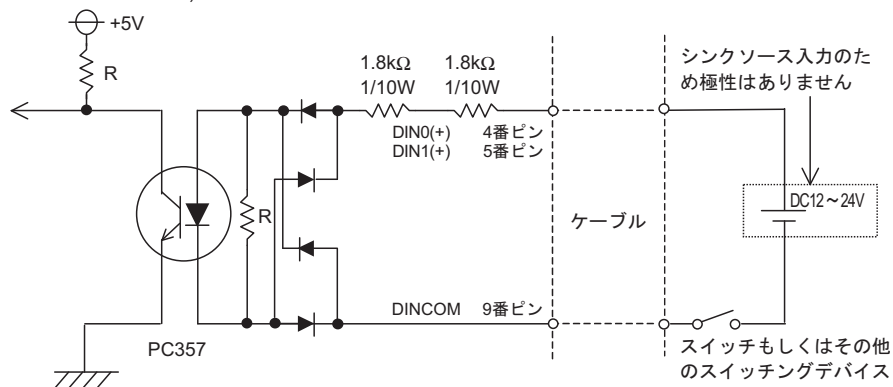 +5V
R
1.8kΩ
1/10W
1.8kΩ
1/10W
シンクソース入力のた
め極性はありません
DIN0(+) 4番ピン
DIN1(+) 5番ピン
R
ケーブル
DC12～24V
DINCOM 9番ピン
PC357
スイッチもしくはその他
のスイッチングデバイス